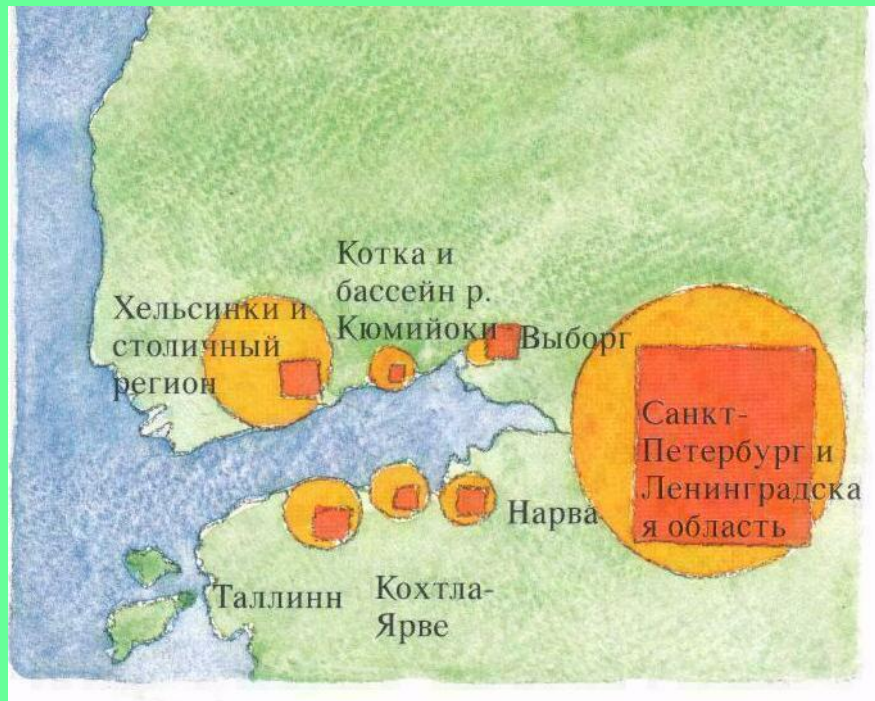 Котка и
бассейн р.
Кюмийоки
Хельсинки и
столичный
регион
Выборг
Санкт-
Петербург и
Ленинградска
я область
Нарва
Таллинн
Кохтла-
Ярве